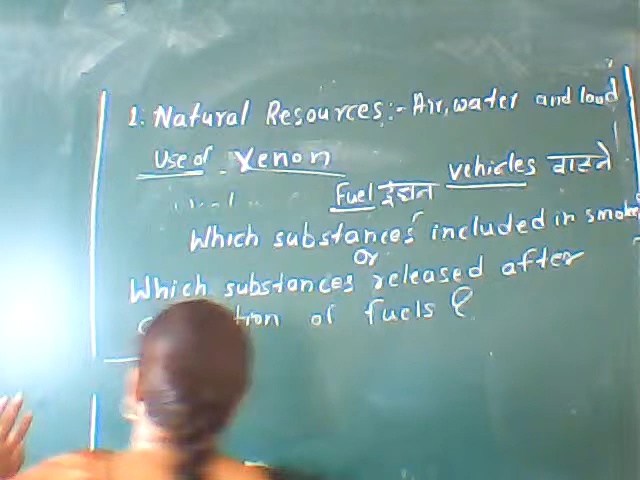 1. Natural Resources:- Air, water and loud
Use of Xenon
Fuel इंधन vehicles वाहने
Which substances included in smoke
Or
Which substances released after
of fuels